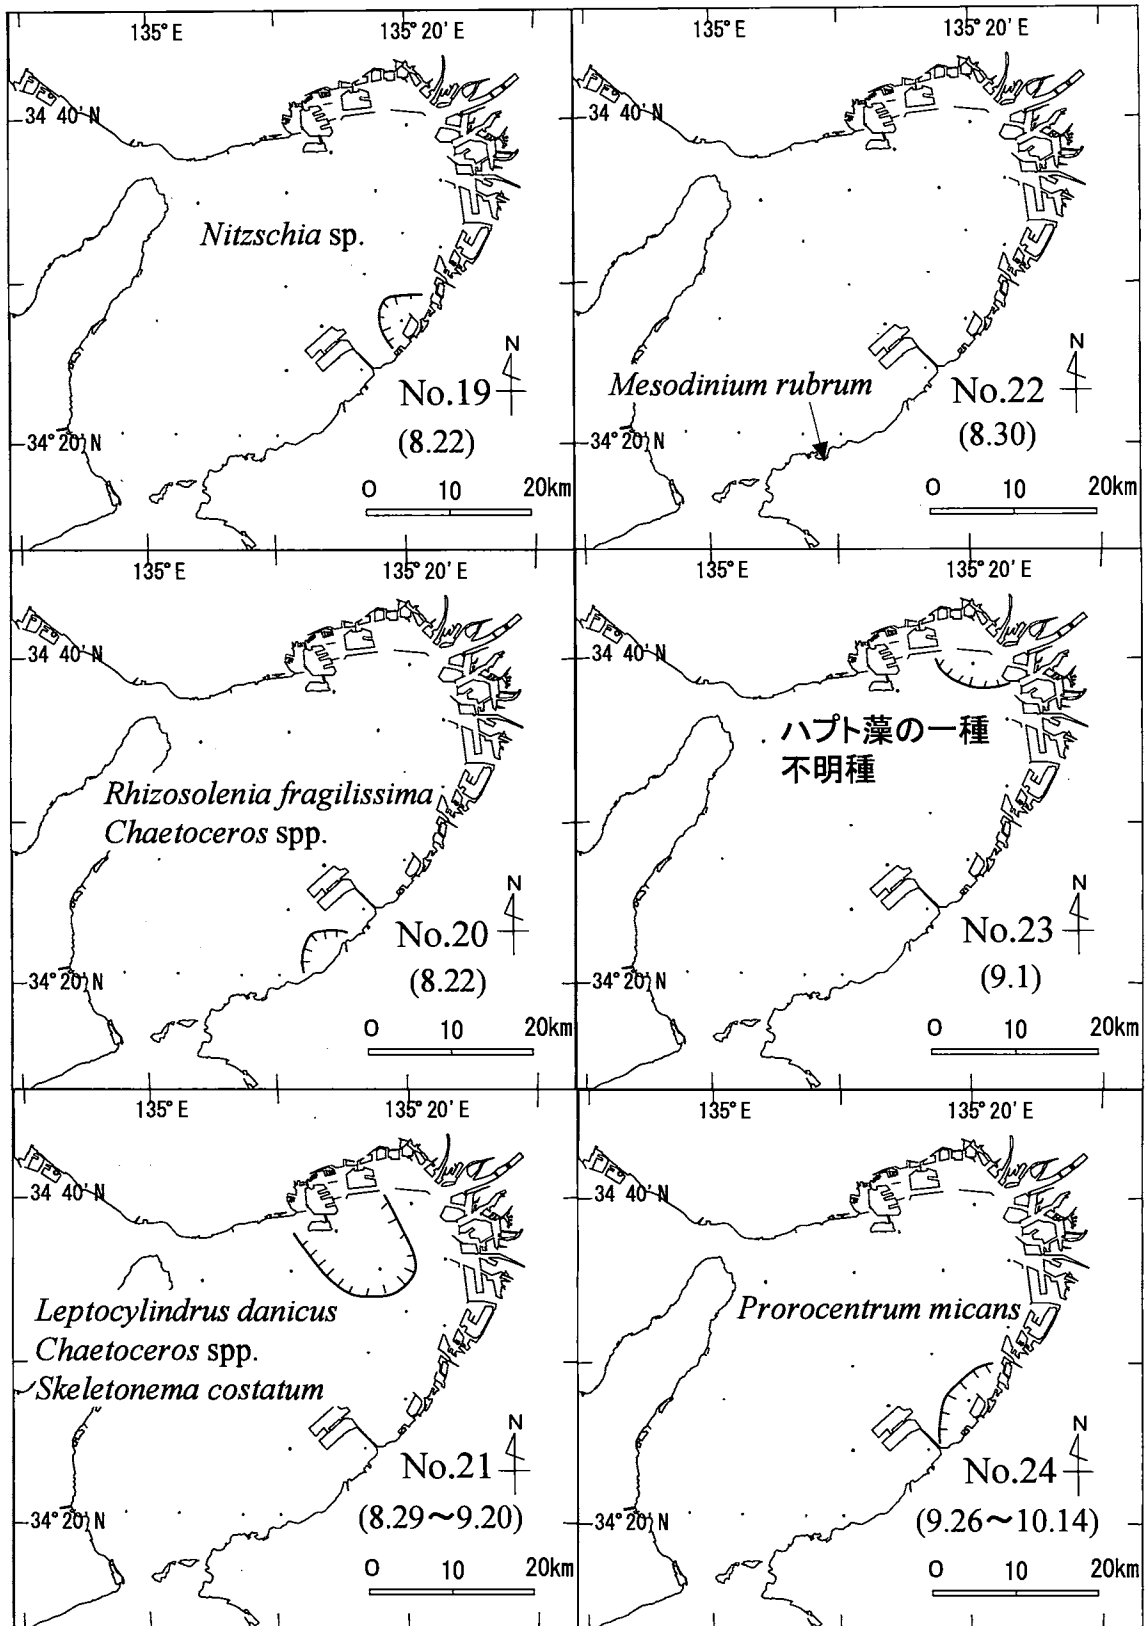 135°E
135°20'E
34 40'N
Nitzschia sp.
N
No.19
34°20'N
(8.22)
0 10 20km
135°E
135°20'E
34 40'N
N
Mesodinium rubrum
No.22
34°20'N
(8.30)
0 10 20km
135°E
135°20'E
34 40'N
Rhizosolenia fragilissima
Chaetoceros spp.
N
No.20
34°20'N
(8.22)
0 10 20km
135°E
135°20'E
34 40'N
ハプト藻の一種
不明種
N
No.23
34°20'N
(9.1)
0 10 20km
135°E
135°20'E
34 40'N
Leptocylindrus danicus
Chaetoceros spp.
Skeletonema costatum
N
No.21
34°20'N
(8.29〜9.20)
0 10 20km
135°E
135°20'E
34 40'N
Prorocentrum micans
N
No.24
34°20'N
(9.26〜10.14)
0 10 20km